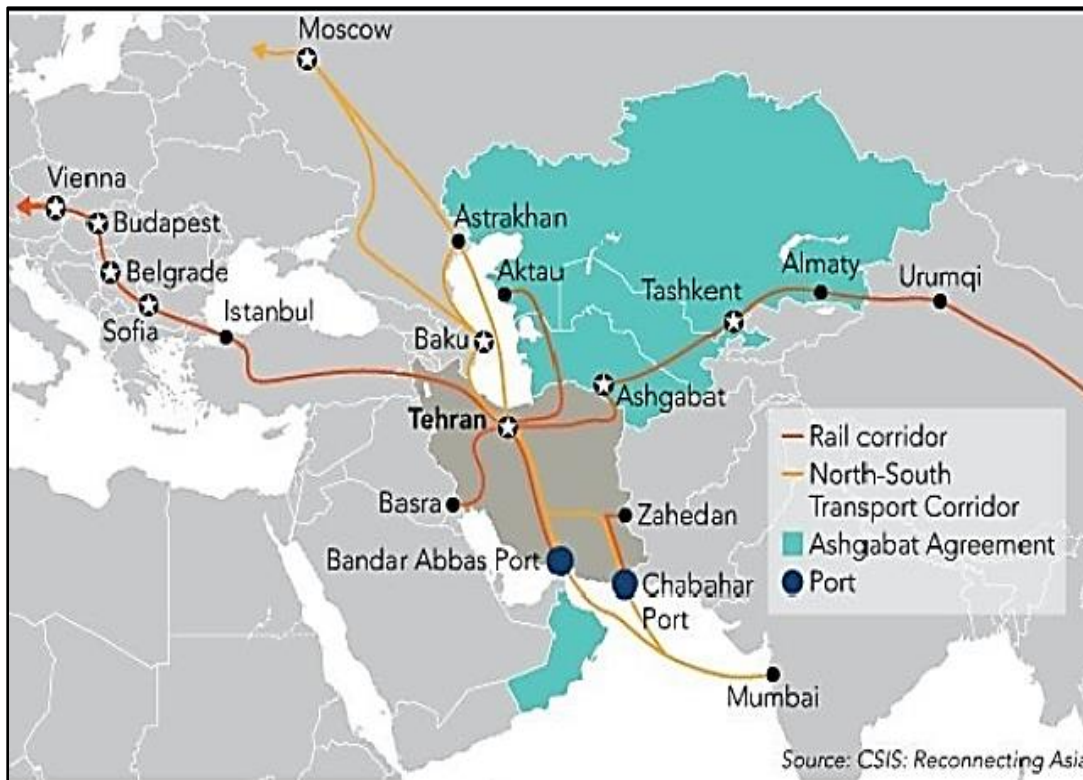 Moscow
Vienna
Budapest
Belgrade
Sofia
Istanbul
Astrakhan
Aktau
Baku
Tashkent
Almaty
Urumqi
Ashgabat
Tehran
Basra
Zahedan
Bandar Abbas Port
Chabahar
Port
Mumbai
Rail corridor
North-South
Transport Corridor
Ashgabat Agreement
Port
Source: CSIS: Reconnecting Asia